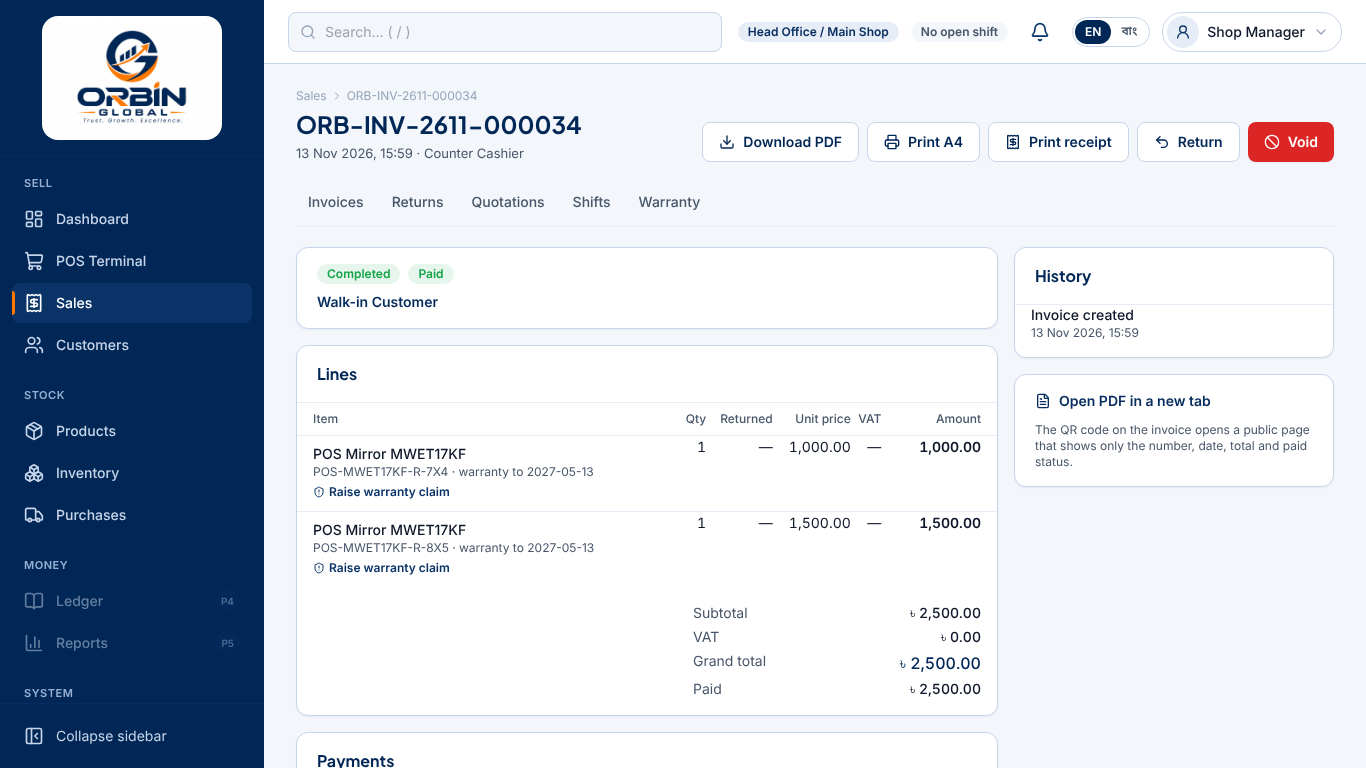 ORBIN
GLOBAL
Trust. Growth. Excellence.
SELL
Dashboard
POS Terminal
Sales
Customers
STOCK
Products
Inventory
Purchases
MONEY
Ledger P4
Reports P5
SYSTEM
Collapse sidebar
Search... ( / )
Head Office / Main Shop
No open shift
EN বাং
Shop Manager
Sales > ORB-INV-2611-000034
ORB-INV-2611-000034
13 Nov 2026, 15:59 · Counter Cashier
Download PDF
Print A4
Print receipt
Return
Void
Invoices Returns Quotations Shifts Warranty
Completed Paid
Walk-in Customer
Lines
Item Qty Returned Unit price VAT Amount
POS Mirror MWET17KF 1 — 1,000.00 — 1,000.00
POS-MWET17KF-R-7X4 · warranty to 2027-05-13
Raise warranty claim
POS Mirror MWET17KF 1 — 1,500.00 — 1,500.00
POS-MWET17KF-R-8X5 · warranty to 2027-05-13
Raise warranty claim
Subtotal ৳ 2,500.00
VAT ৳ 0.00
Grand total ৳ 2,500.00
Paid ৳ 2,500.00
Payments
History
Invoice created
13 Nov 2026, 15:59
Open PDF in a new tab
The QR code on the invoice opens a public page
that shows only the number, date, total and paid
status.